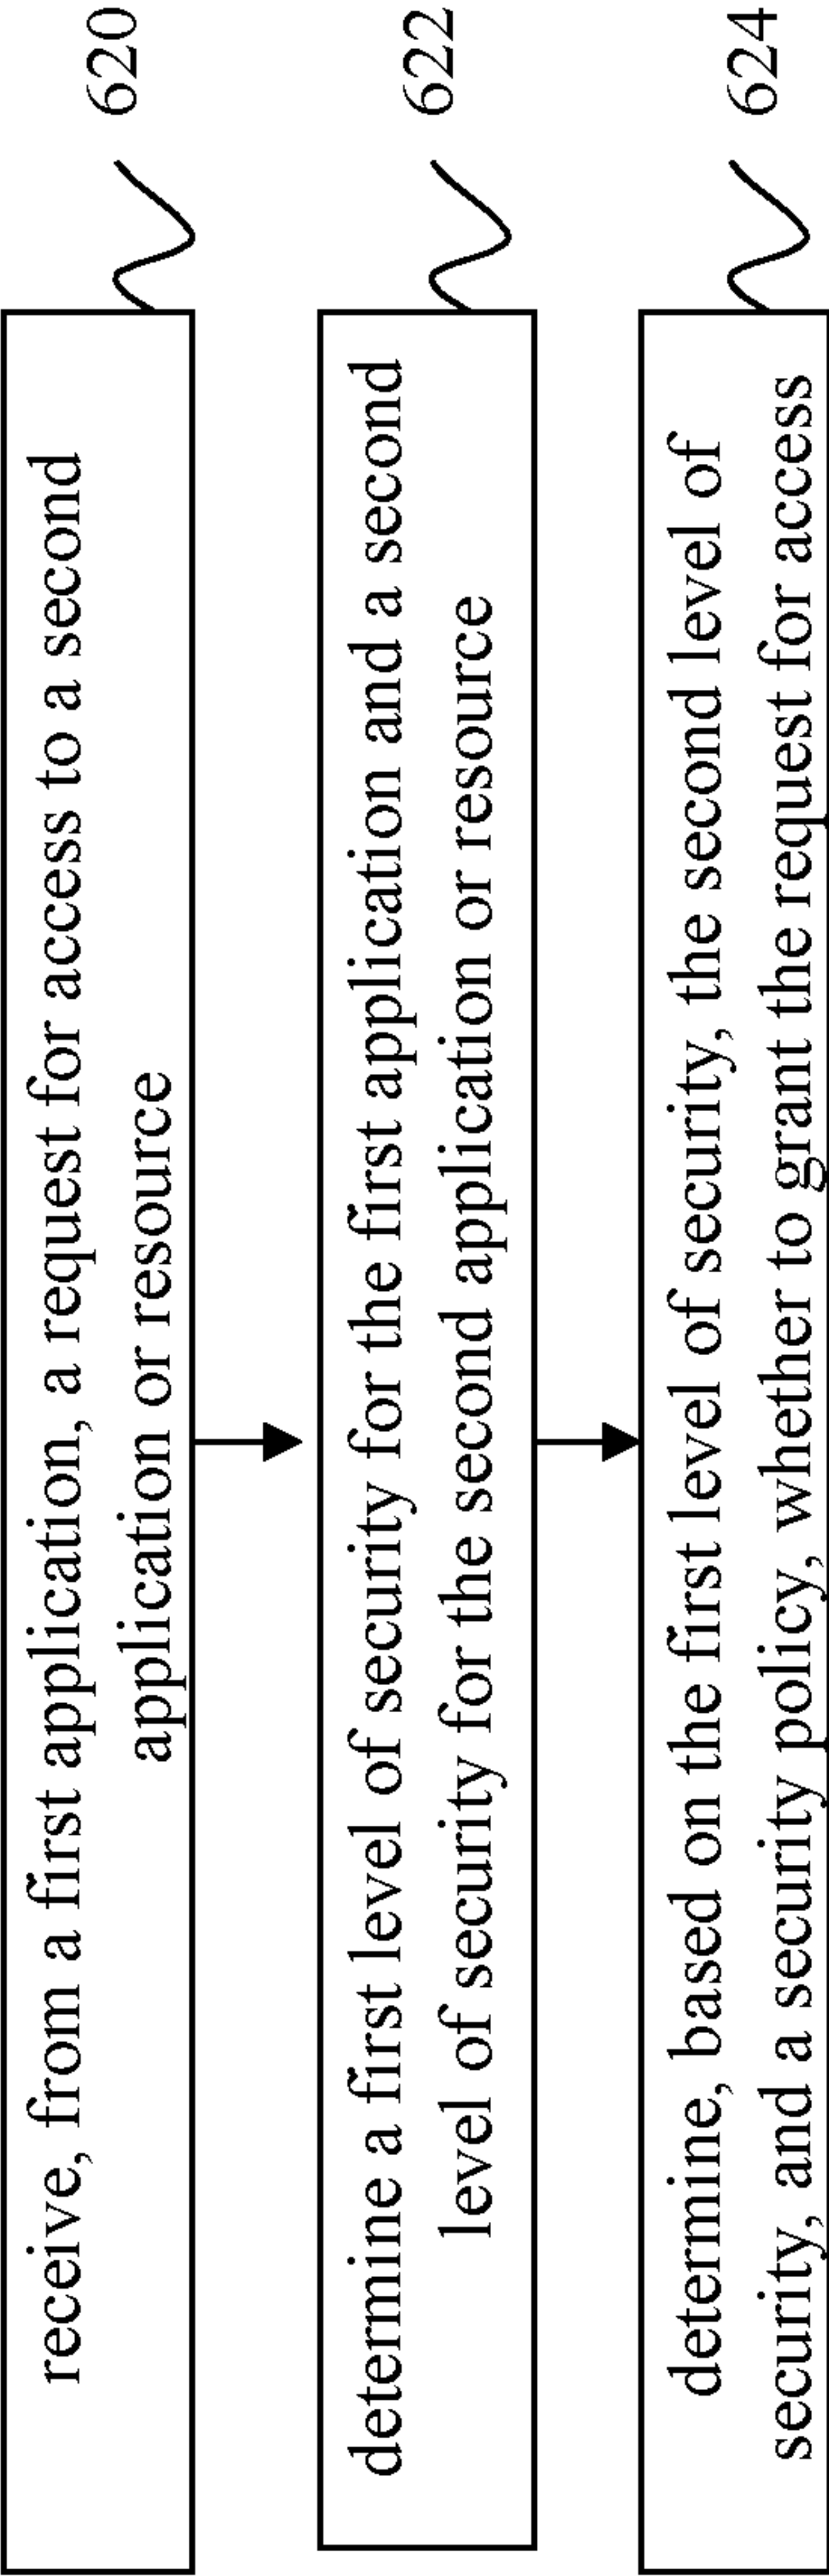 receive, from a first application, a request for access to a second
application or resource
620
determine a first level of security for the first application and a second
level of security for the second application or resource
622
determine, based on the first level of security, the second level of
security, and a security policy, whether to grant the request for access
624